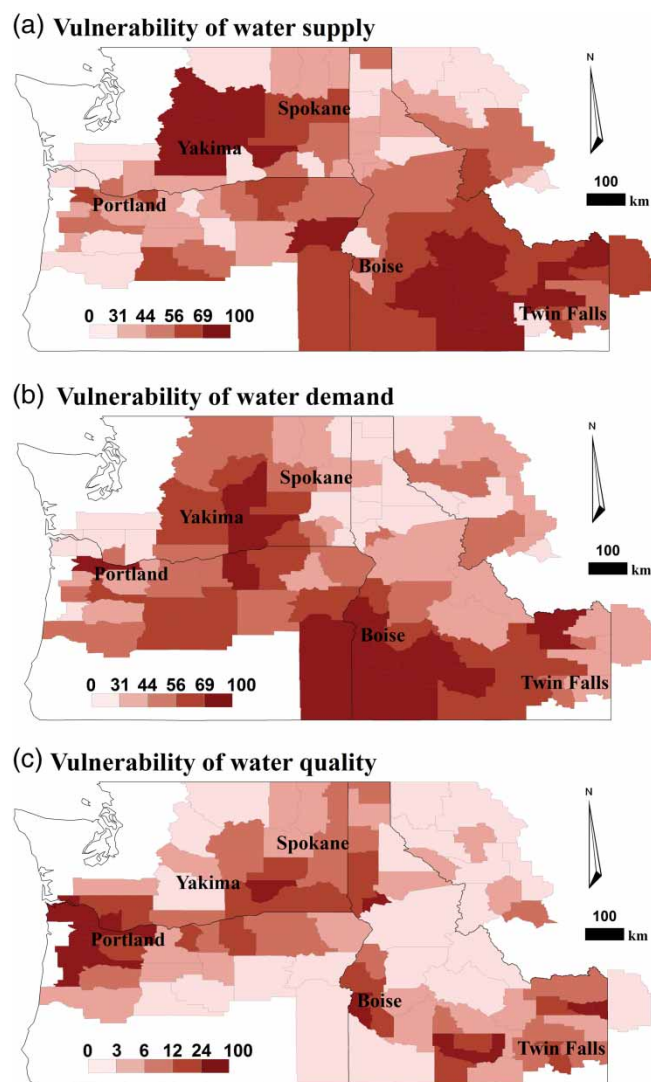 (a) Vulnerability of water supply
N
Spokane
Yakima
100
km
Portland
Boise
0 31 44 56 69 100
Twin Falls
(b) Vulnerability of water demand
N
Spokane
Yakima
100
km
Portland
Boise
0 31 44 56 69 100
Twin Falls
(c) Vulnerability of water quality
N
Spokane
Yakima
100
km
Portland
Boise
0 3 6 12 24 100
Twin Falls